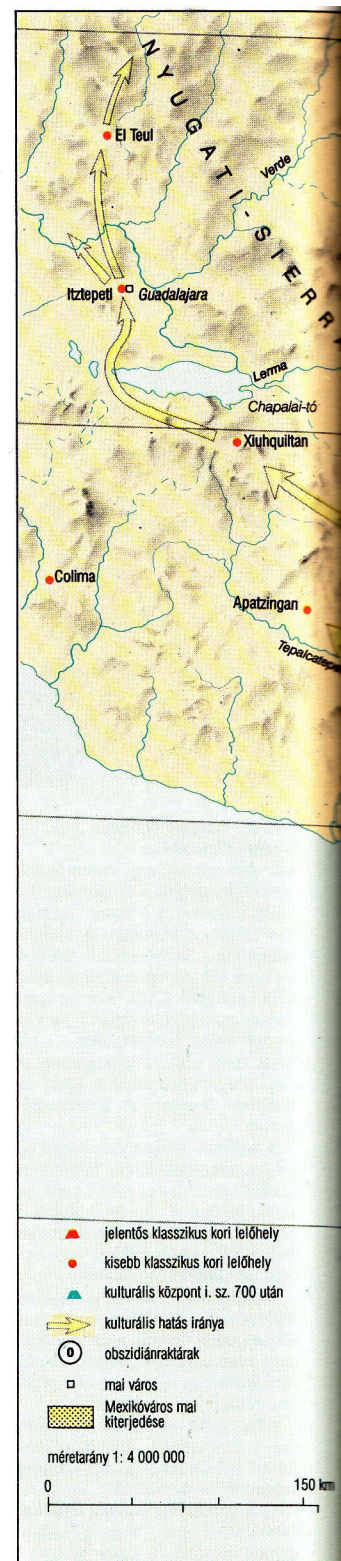 NYUGATI-SIERRA
El Teul
Verde
Itztepetl
Guadalajara
Lerma
Chapalai-tó
Xiuhquiltan
Colima
Apatzingan
jelentős klasszikus kori lelőhely
kisebb klasszikus kori lelőhely
kulturális központ i. sz. 700 után
kulturális hatás iránya
O obszidiánraktárak
mai város
Mexikóváros mai
kiterjedése
méretarány 1: 4 000 000
0 150 km